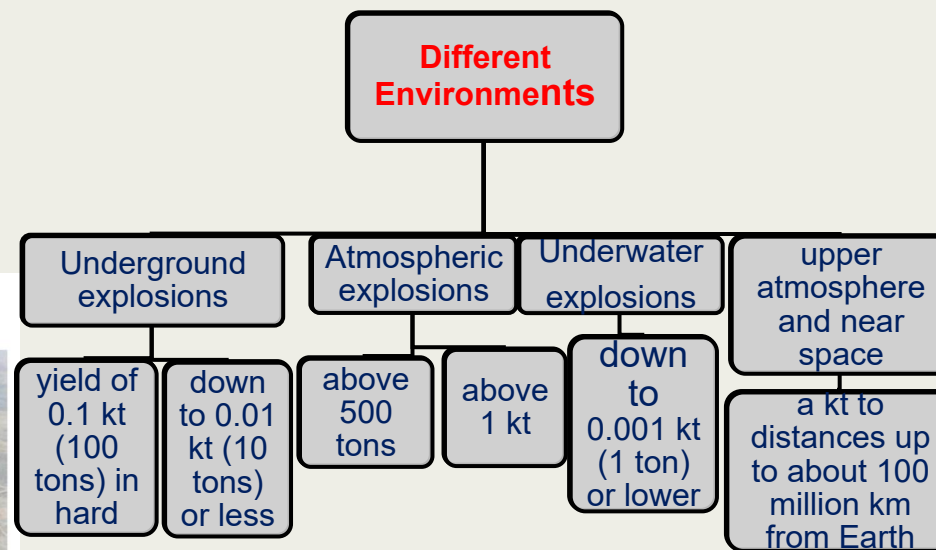 Different
Environments
Underground
explosions
Atmospheric
explosions
Underwater
explosions
upper
atmosphere
and near
space
yield of
0.1 kt
(100
tons) in
hard
down
to 0.01
kt (10
tons)
or less
above
500
tons
above
1 kt
down
to
0.001 kt
(1 ton)
or lower
a kt to
distances up
to about 100
million km
from Earth